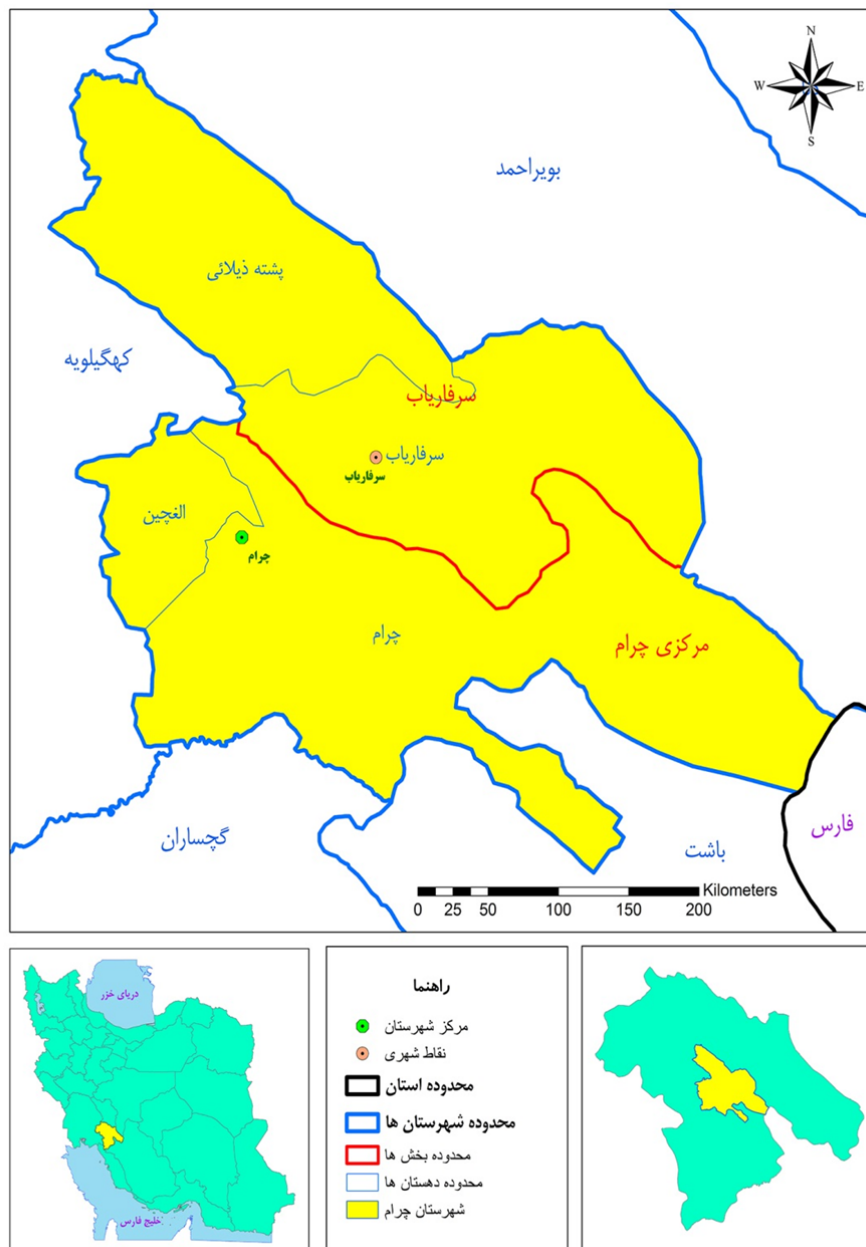 N
W E
S
بویراحمد
پشته ذیلائی
کهگیلویه
سرفاریاب
سرفاریاب
سرفاریاب
الغچین
چرام
چرام
مرکزی چرام
گچساران
باشت
فارس
Kilometers
0 25 50 100 150 200
دریای خزر
خلیج فارس
راهنما
مرکز شهرستان
نقاط شهری
محدوده استان
محدوده شهرستان ها
محدوده بخش ها
محدوده دهستان ها
شهرستان چرام